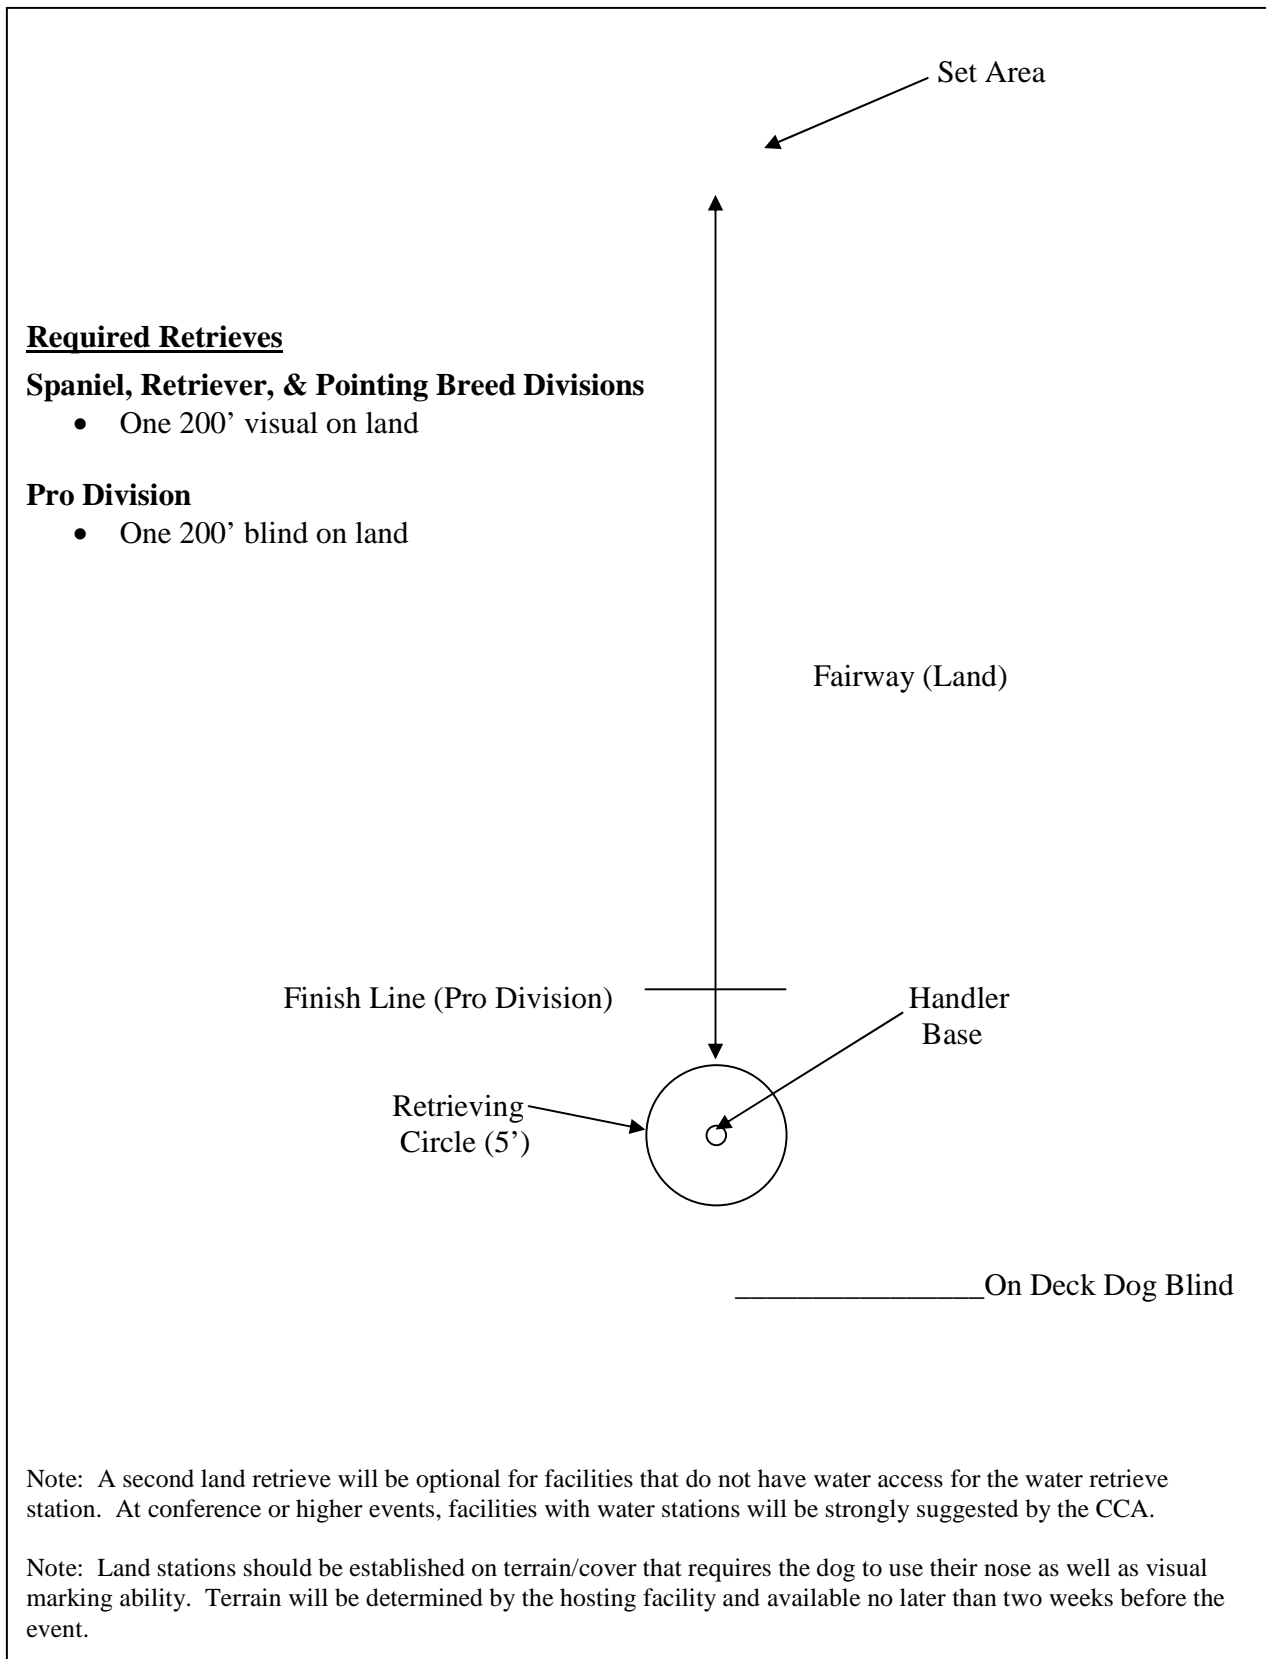 Set Area
Required Retrieves
Spaniel, Retriever, & Pointing Breed Divisions
• One 200’ visual on land
Pro Division
• One 200’ blind on land
Fairway (Land)
Finish Line (Pro Division)
Handler
Base
Retrieving
Circle (5’)
________________On Deck Dog Blind
Note:  A second land retrieve will be optional for facilities that do not have water access for the water retrieve
station.  At conference or higher events, facilities with water stations will be strongly suggested by the CCA.
Note:  Land stations should be established on terrain/cover that requires the dog to use their nose as well as visual
marking ability.  Terrain will be determined by the hosting facility and available no later than two weeks before the
event.